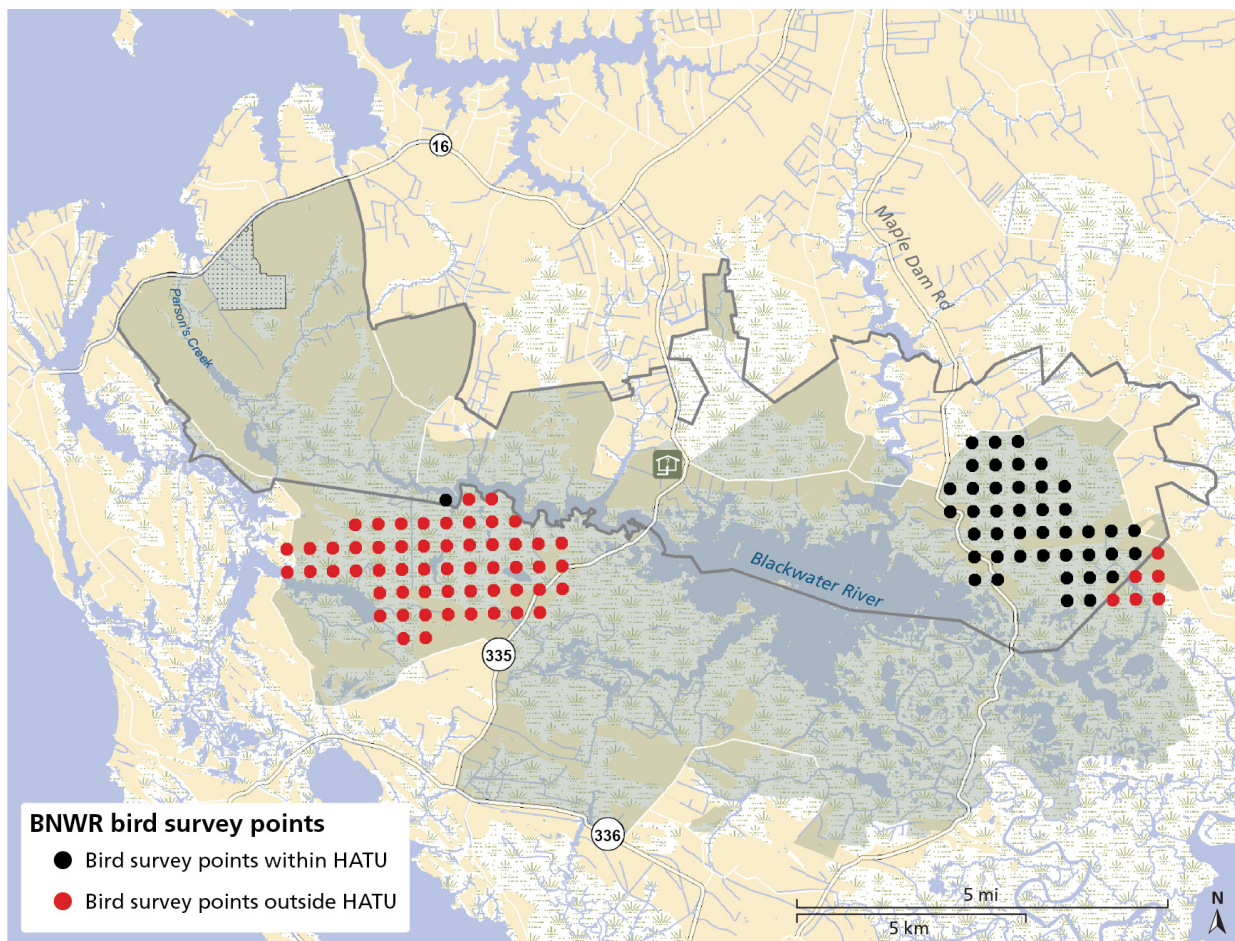 16
Maple Dam Rd
Parson's Creek
?
Blackwater River
335
336
BNWR bird survey points
Bird survey points within HATU
Bird survey points outside HATU
5 mi
5 km
N